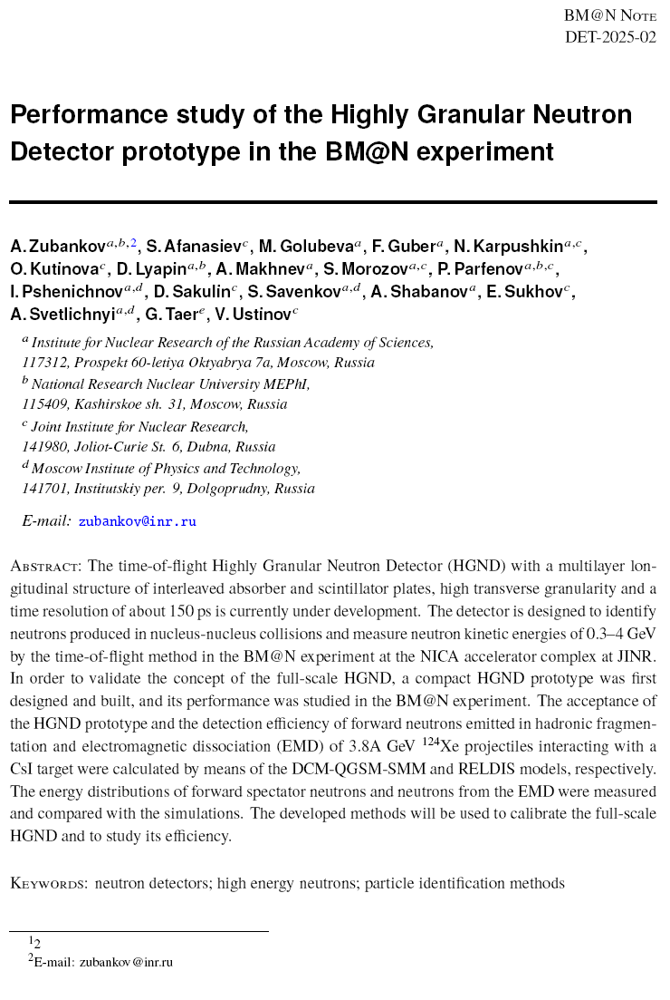 BM@N Note
DET-2025-02
Performance study of the Highly Granular Neutron
Detector prototype in the BM@N experiment
A. Zubankov^{a,b,2}, S. Afanasiev^c, M. Golubeva^a, F. Guber^a, N. Karpushkin^{a,c},
O. Kutinova^c, D. Lyapin^{a,b}, A. Makhnev^a, S. Morozov^{a,c}, P. Parfenov^{a,b,c},
I. Pshenichnov^{a,d}, D. Sakulin^c, S. Savenkov^{a,d}, A. Shabanov^a, E. Sukhov^c,
A. Svetlichnyi^{a,d}, G. Taer^e, V. Ustinov^c
^a Institute for Nuclear Research of the Russian Academy of Sciences,
117312, Prospekt 60-letiya Oktyabrya 7a, Moscow, Russia
^b National Research Nuclear University MEPhI,
115409, Kashirskoe sh. 31, Moscow, Russia
^c Joint Institute for Nuclear Research,
141980, Joliot-Curie St. 6, Dubna, Russia
^d Moscow Institute of Physics and Technology,
141701, Institutskiy per. 9, Dolgoprudny, Russia
E-mail: zubankov@inr.ru
Abstract: The time-of-flight Highly Granular Neutron Detector (HGND) with a multilayer lon-
gitudinal structure of interleaved absorber and scintillator plates, high transverse granularity and a
time resolution of about 150 ps is currently under development. The detector is designed to identify
neutrons produced in nucleus-nucleus collisions and measure neutron kinetic energies of 0.3–4 GeV
by the time-of-flight method in the BM@N experiment at the NICA accelerator complex at JINR.
In order to validate the concept of the full-scale HGND, a compact HGND prototype was first
designed and built, and its performance was studied in the BM@N experiment. The acceptance of
the HGND prototype and the detection efficiency of forward neutrons emitted in hadronic fragmen-
tation and electromagnetic dissociation (EMD) of 3.8A GeV ^{124}Xe projectiles interacting with a
CsI target were calculated by means of the DCM-QGSM-SMM and RELDIS models, respectively.
The energy distributions of forward spectator neutrons and neutrons from the EMD were measured
and compared with the simulations. The developed methods will be used to calibrate the full-scale
HGND and to study its efficiency.
Keywords: neutron detectors; high energy neutrons; particle identification methods
^1 2
^2 E-mail: zubankov@inr.ru